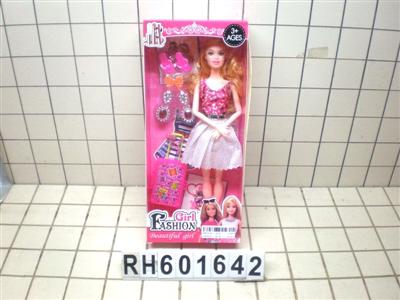 3+
AGES
Girl
FASHION
Beautiful girl
RH601642